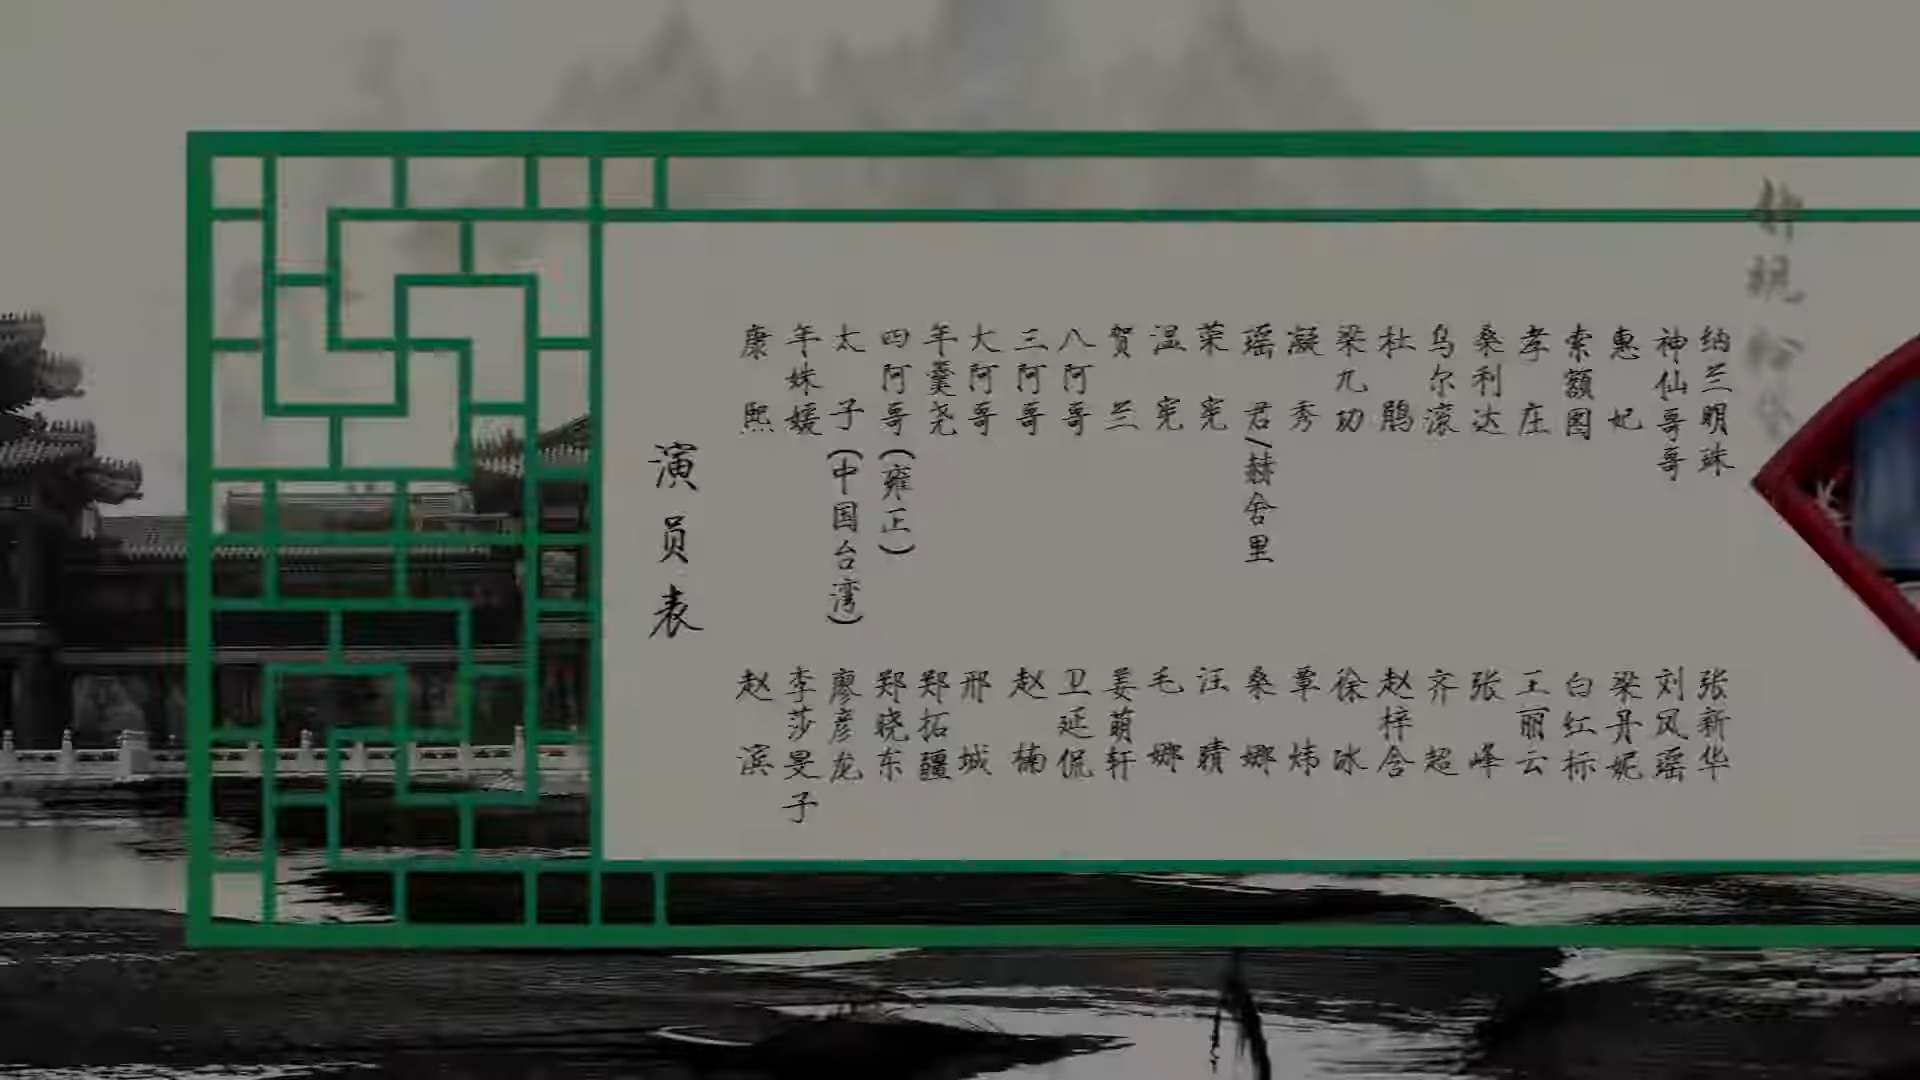 演员表
康熙 赵滨
年姝媛 李莎旻子
太子(中国台湾) 廖彦龙
四阿哥(雍正) 郑晓东
年羹尧 郑拓疆
大阿哥 邢城
三阿哥 赵楠
八阿哥 卫延侃
贺兰 姜萌轩
温宪 毛娜
荣宪 汪晴
瑶君/赫舍里 桑娜
凝秀 覃炜
梁九功 徐冰
杜鹃 赵梓含
乌尔滚 齐超
桑利达 张峰
孝庄 王丽云
索额图 白红标
惠妃 梁丹妮
神仙哥哥 刘风瑶
纳兰明珠 张新华